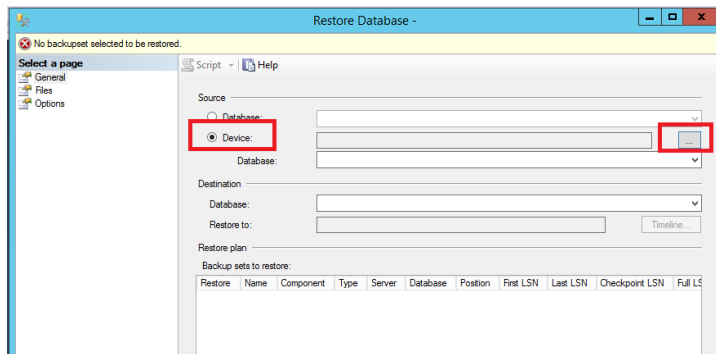 Restore Database -
No backupset selected to be restored.
Select a page
General
Files
Options
Script Help
Source
Database:
Device:
...
Database:
Destination
Database:
Restore to:
Timeline...
Restore plan
Backup sets to restore:
Restore Name Component Type Server Database Position First LSN Last LSN Checkpoint LSN Full LS